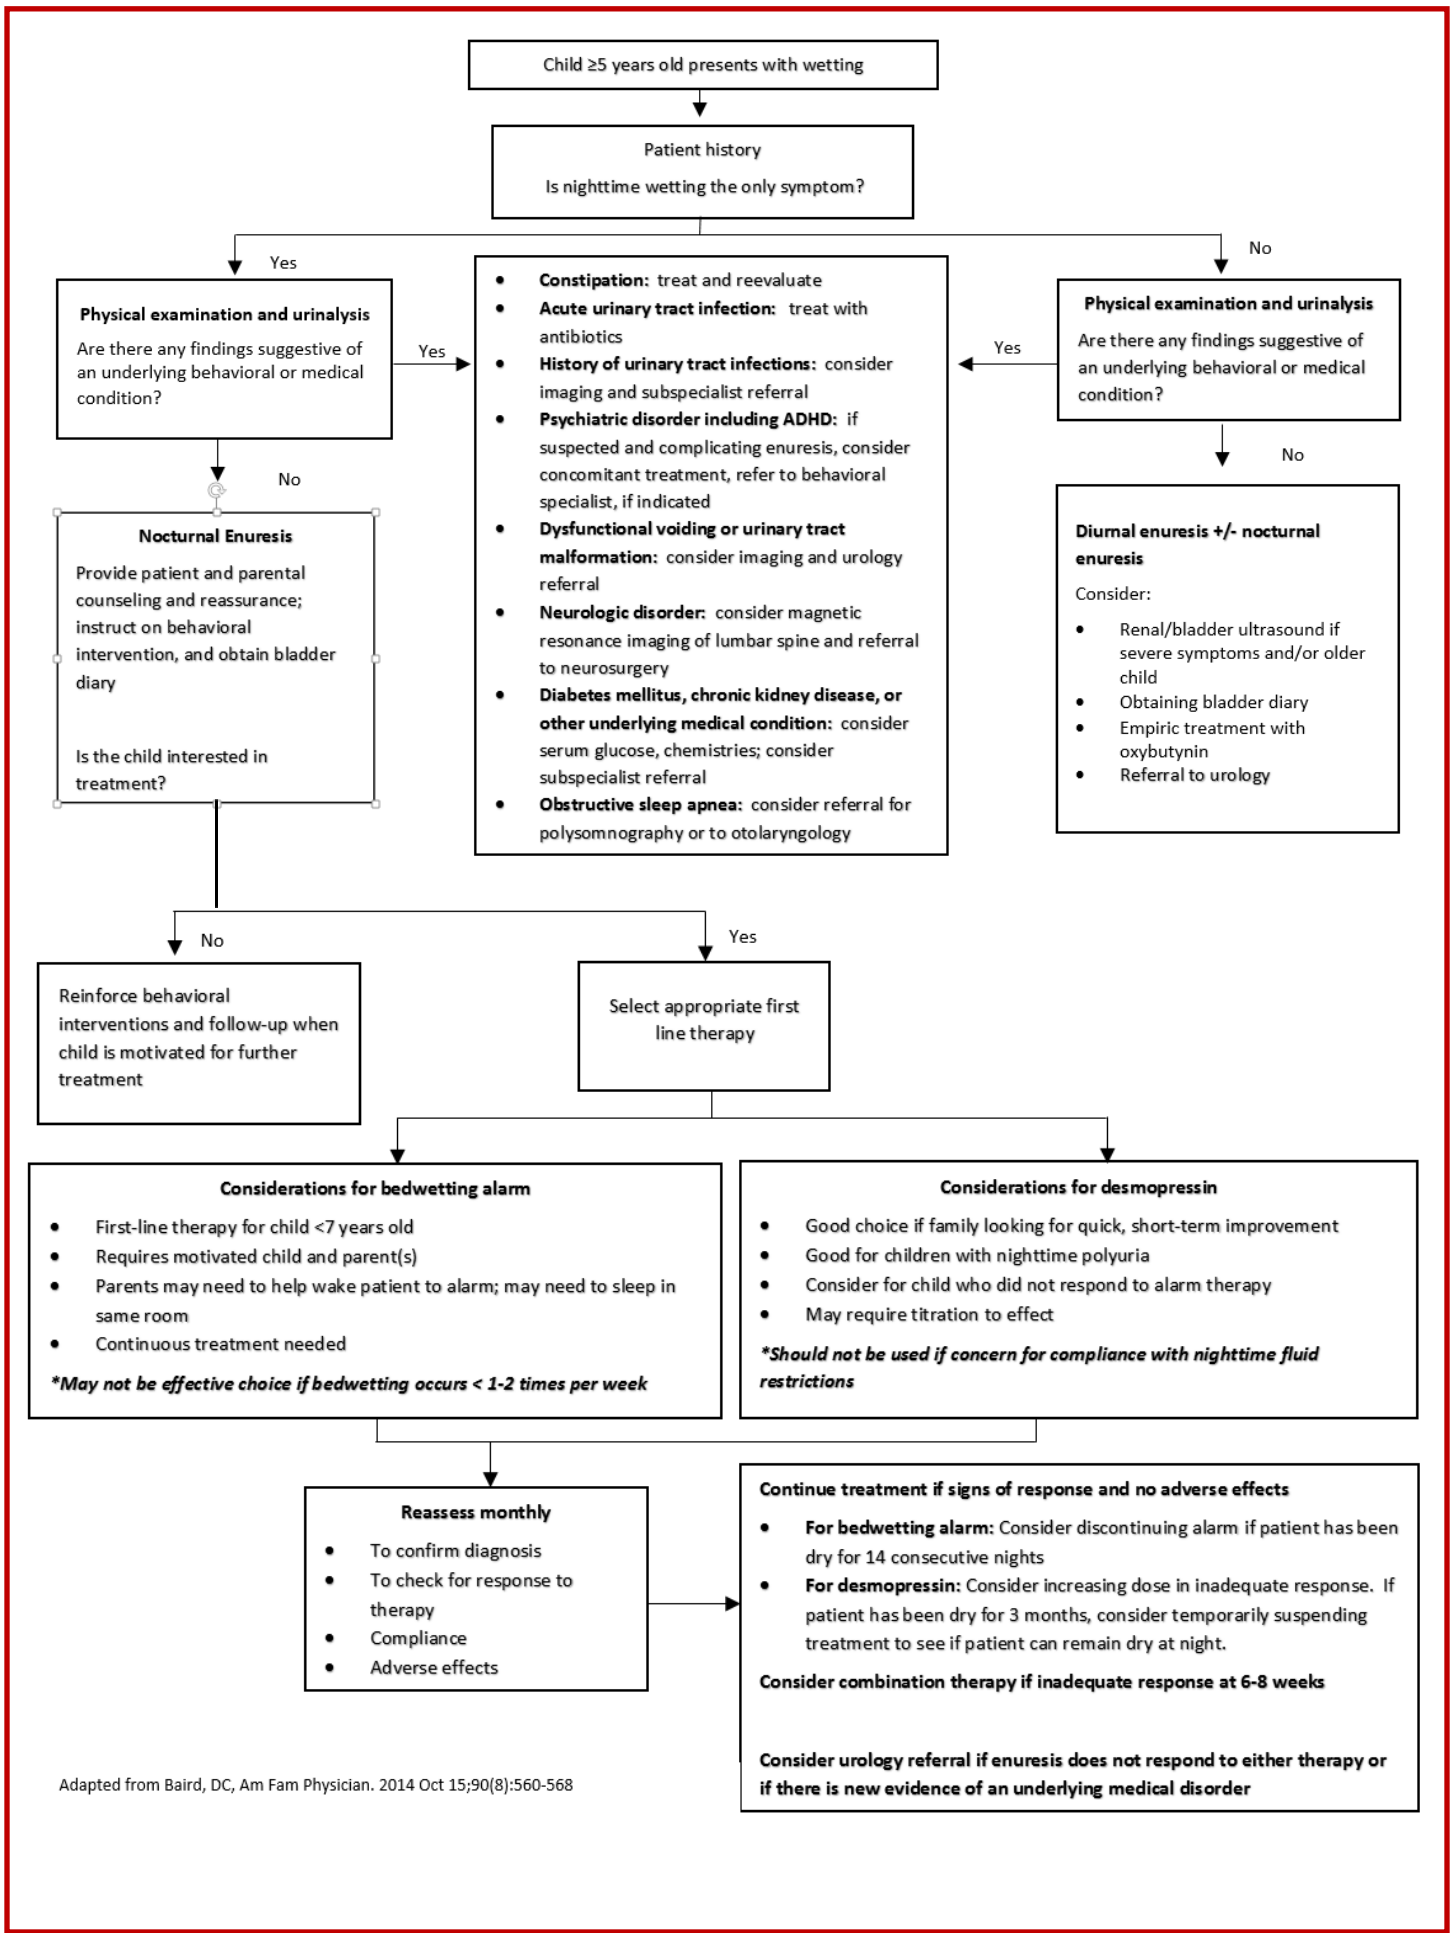 Child ≥5 years old presents with wetting
Patient history
Is nighttime wetting the only symptom?
Yes
No
Physical examination and urinalysis
Are there any findings suggestive of
an underlying behavioral or medical
condition?
Yes
No
Nocturnal Enuresis
Provide patient and parental
counseling and reassurance;
instruct on behavioral
intervention, and obtain bladder
diary
Is the child interested in
treatment?
• Constipation: treat and reevaluate
• Acute urinary tract infection: treat with
antibiotics
• History of urinary tract infections: consider
imaging and subspecialist referral
• Psychiatric disorder including ADHD: if
suspected and complicating enuresis, consider
concomitant treatment, refer to behavioral
specialist, if indicated
• Dysfunctional voiding or urinary tract
malformation: consider imaging and urology
referral
• Neurologic disorder: consider magnetic
resonance imaging of lumbar spine and referral
to neurosurgery
• Diabetes mellitus, chronic kidney disease, or
other underlying medical condition: consider
serum glucose, chemistries; consider
subspecialist referral
• Obstructive sleep apnea: consider referral for
polysomnography or to otolaryngology
Physical examination and urinalysis
Are there any findings suggestive of
an underlying behavioral or medical
condition?
Yes
No
Diurnal enuresis +/- nocturnal
enuresis
Consider:
• Renal/bladder ultrasound if
severe symptoms and/or older
child
• Obtaining bladder diary
• Empiric treatment with
oxybutynin
• Referral to urology
No
Yes
Reinforce behavioral
interventions and follow-up when
child is motivated for further
treatment
Select appropriate first
line therapy
Considerations for bedwetting alarm
• First-line therapy for child <7 years old
• Requires motivated child and parent(s)
• Parents may need to help wake patient to alarm; may need to sleep in
same room
• Continuous treatment needed
*May not be effective choice if bedwetting occurs < 1-2 times per week
Considerations for desmopressin
• Good choice if family looking for quick, short-term improvement
• Good for children with nighttime polyuria
• Consider for child who did not respond to alarm therapy
• May require titration to effect
*Should not be used if concern for compliance with nighttime fluid
restrictions
Reassess monthly
• To confirm diagnosis
• To check for response to
therapy
• Compliance
• Adverse effects
Continue treatment if signs of response and no adverse effects
• For bedwetting alarm: Consider discontinuing alarm if patient has been
dry for 14 consecutive nights
• For desmopressin: Consider increasing dose in inadequate response. If
patient has been dry for 3 months, consider temporarily suspending
treatment to see if patient can remain dry at night.
Consider combination therapy if inadequate response at 6-8 weeks
Consider urology referral if enuresis does not respond to either therapy or
if there is new evidence of an underlying medical disorder
Adapted from Baird, DC, Am Fam Physician. 2014 Oct 15;90(8):560-568